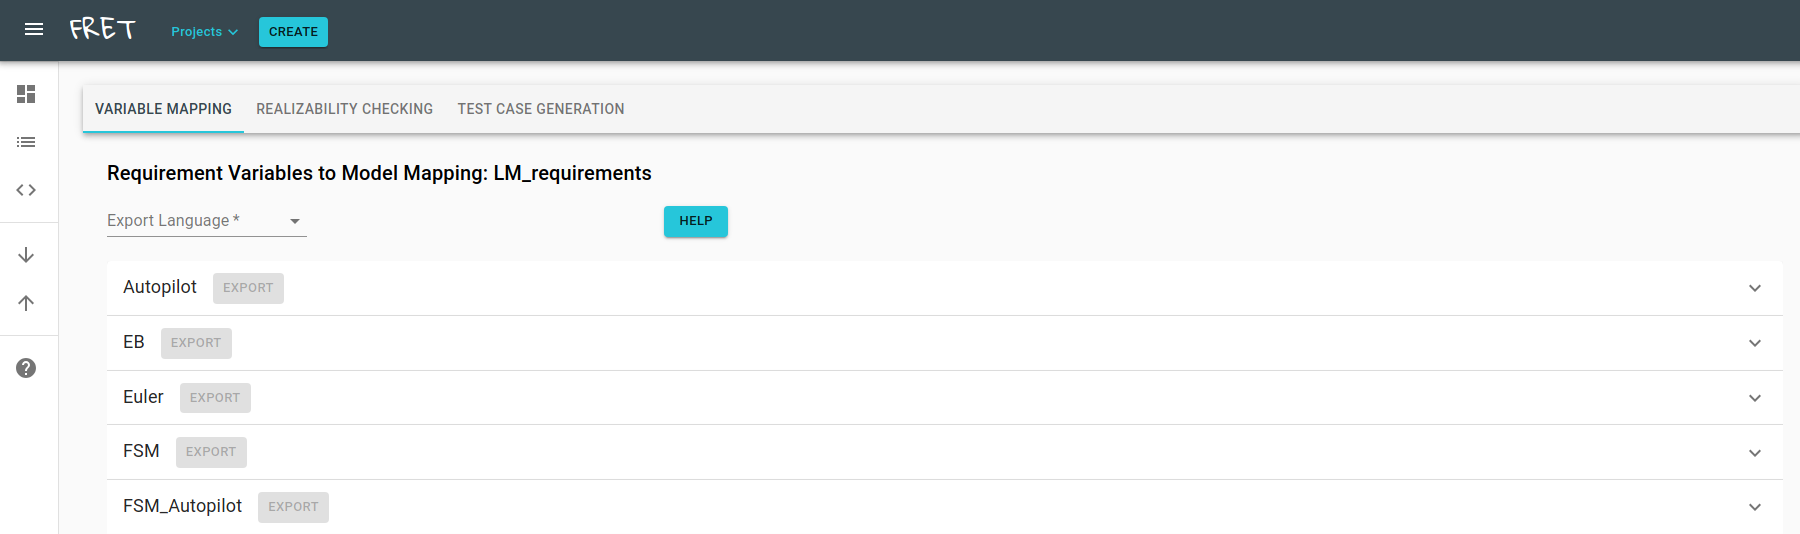 FRET Projects CREATE
VARIABLE MAPPING REALIZABILITY CHECKING TEST CASE GENERATION
Requirement Variables to Model Mapping: LM_requirements
Export Language * HELP
Autopilot EXPORT
EB EXPORT
Euler EXPORT
FSM EXPORT
FSM_Autopilot EXPORT